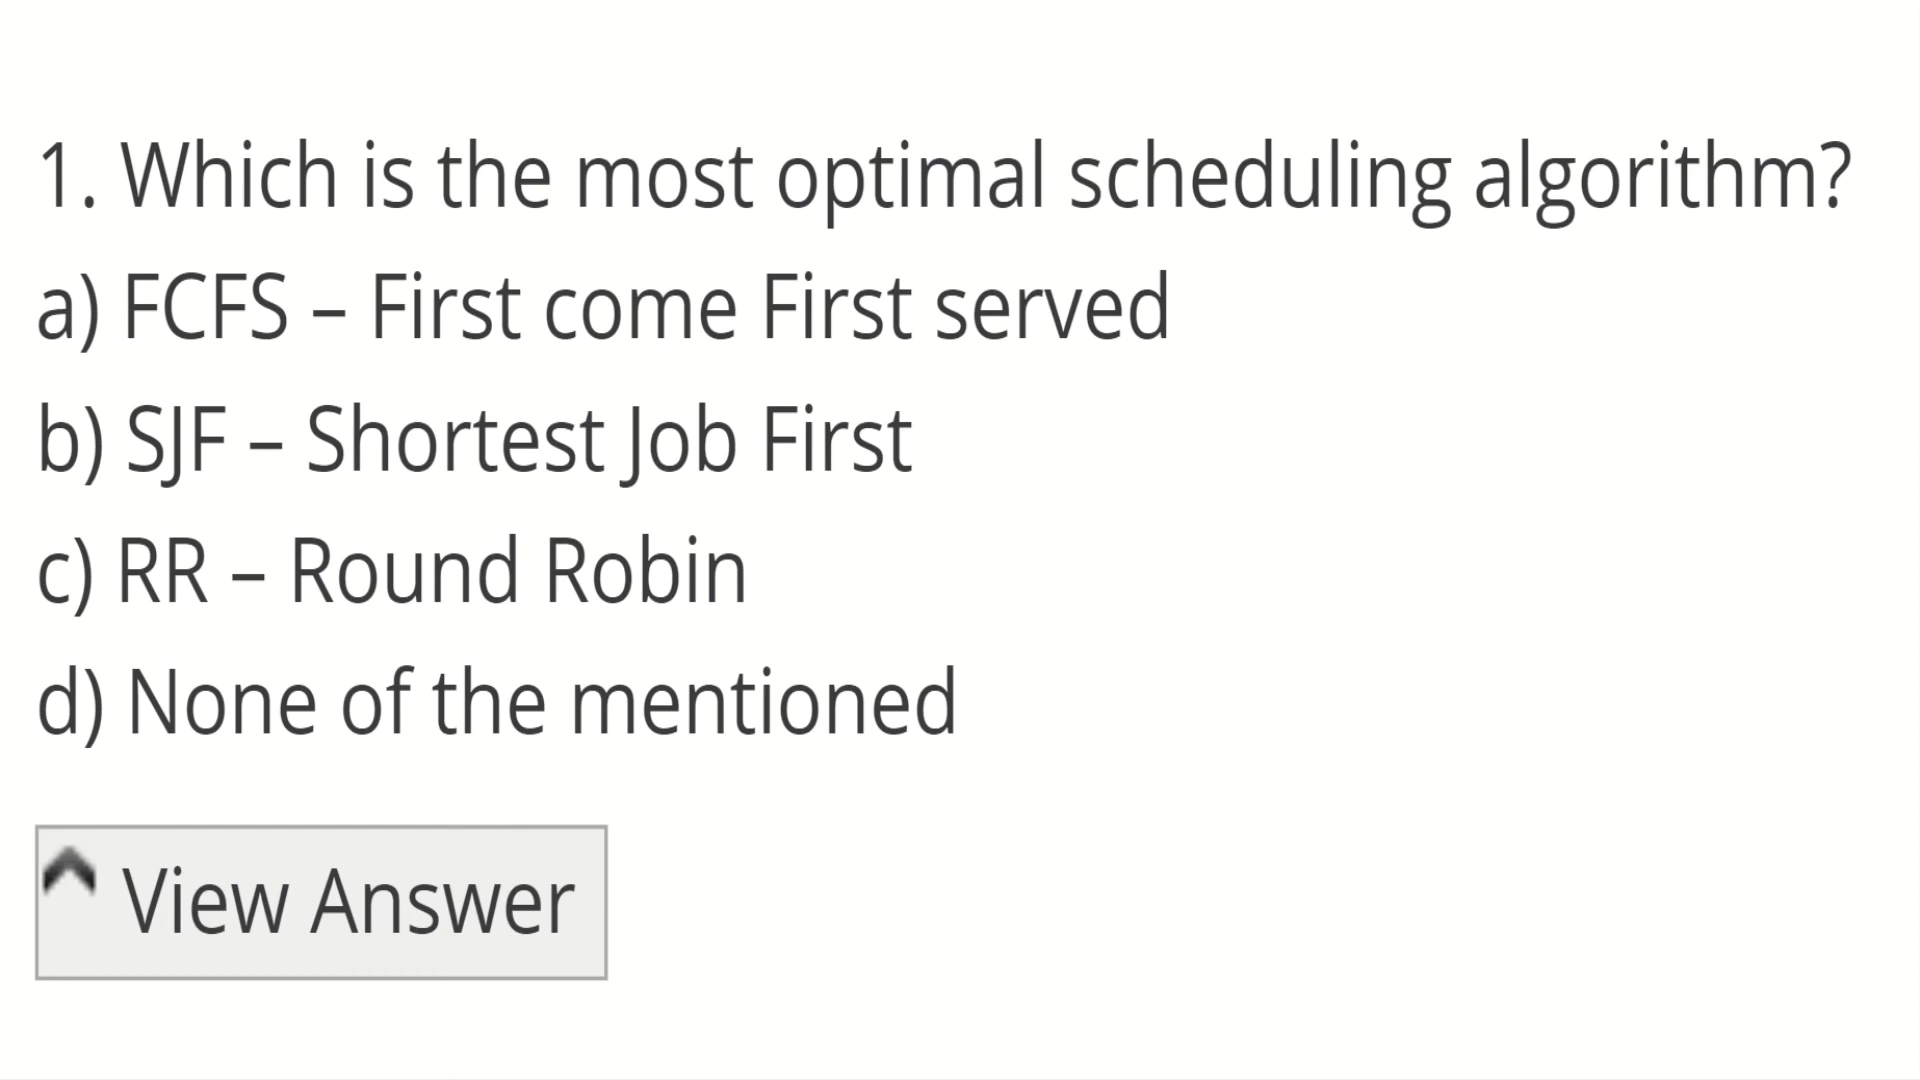 1. Which is the most optimal scheduling algorithm?
a) FCFS – First come First served
b) SJF – Shortest Job First
c) RR – Round Robin
d) None of the mentioned
View Answer